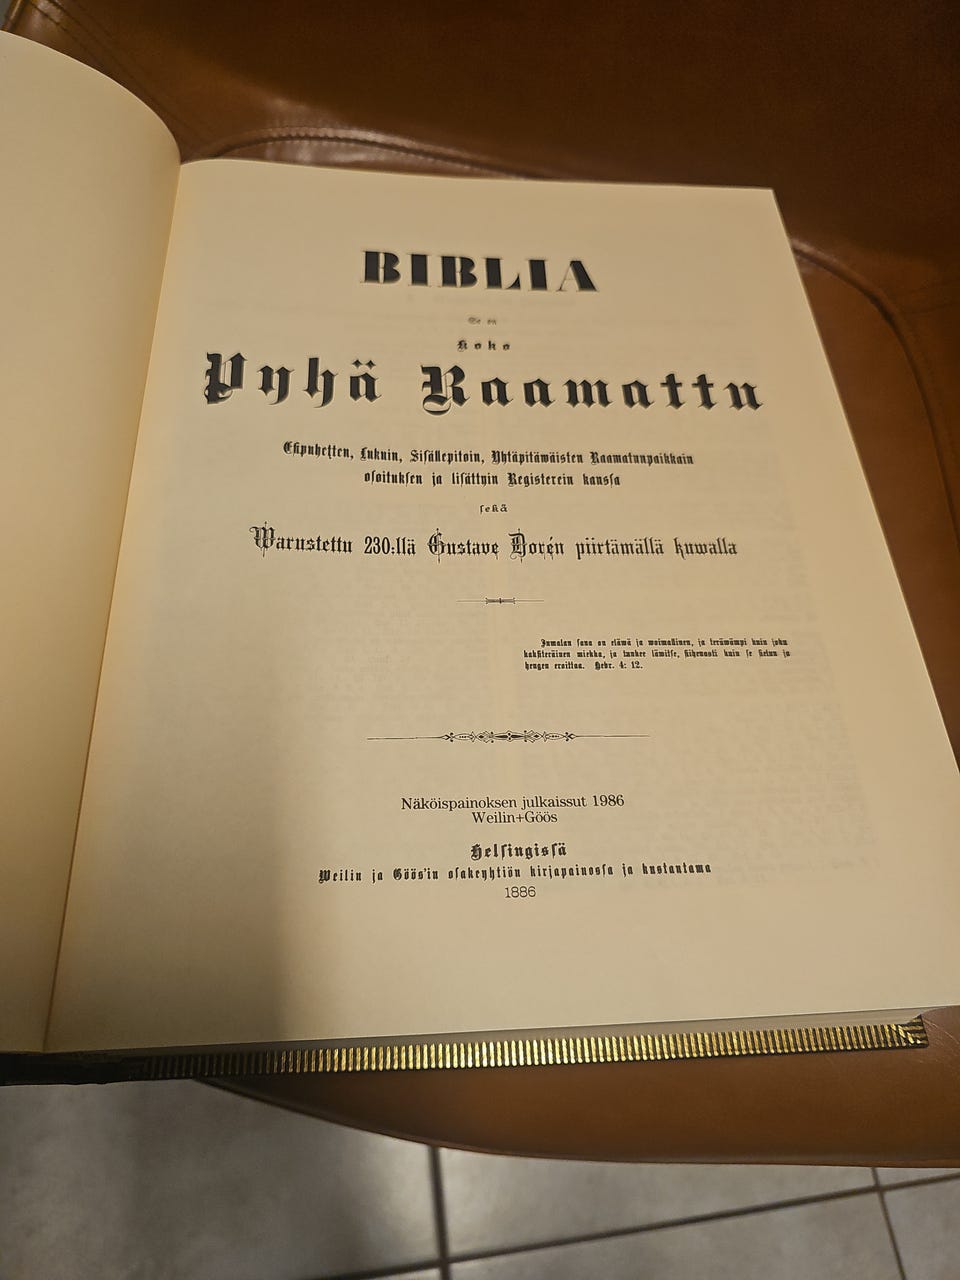 BIBLIA
Se on
Koko
Pyhä Raamattu
Esipuhetten, Lukuin, Sisällepitoin, Yhtäpitäwäisten Raamatunpaikkain
osoituksen ja lisättyin Registerein kanssa
sekä
Warustettu 230:llä Gustave Dorén piirtämällä kuwalla
Jumalan sana on eläwä ja woimallinen, ja teräwämpi kuin joku
kaksiteräinen miekka, ja tunkee läwitse, siihenasti kuin se sielun ja
hengen eroittaa. Hebr. 4: 12.
Näköispainoksen julkaissut 1986
Weilin+Göös
Helsingissä
Weilin ja Göös'in osakeyhtiön kirjapainossa ja kustantama
1886